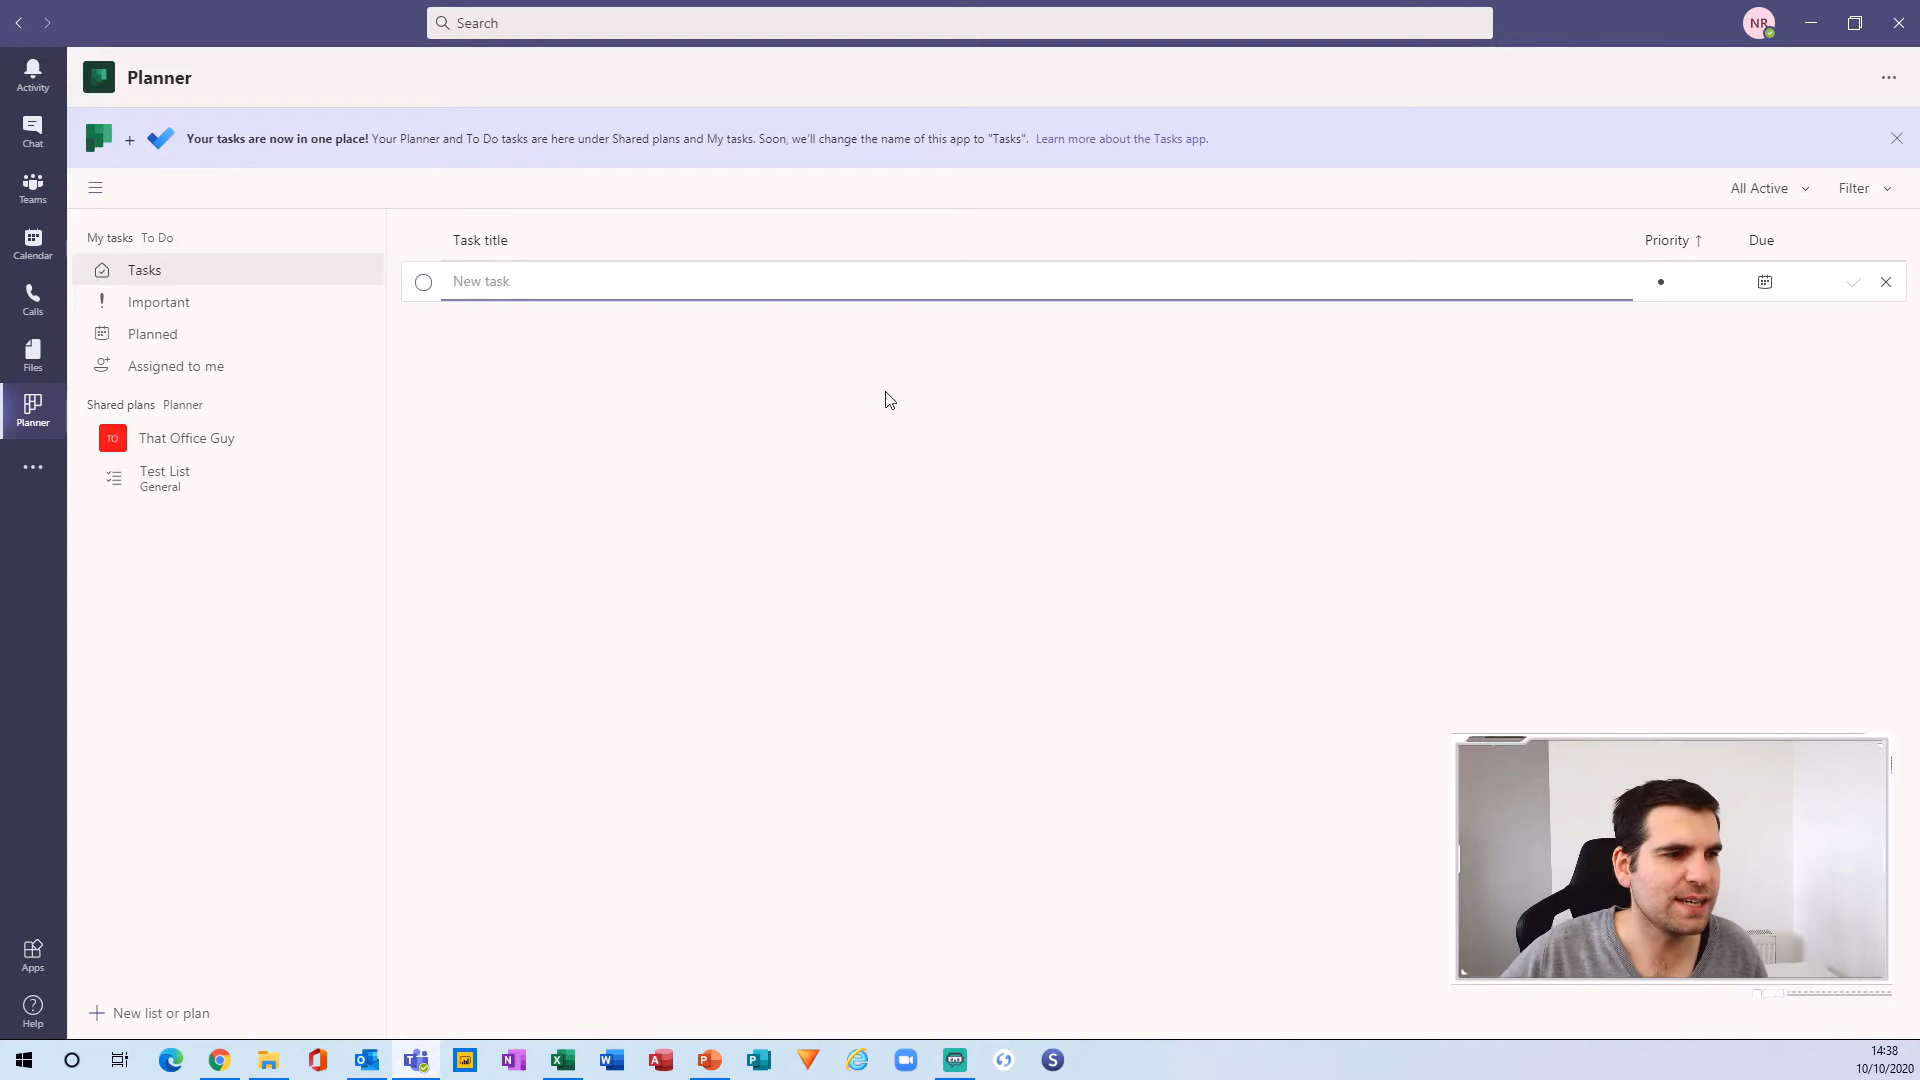 Search
NR
Activity
Chat
Teams
Calendar
Calls
Files
Planner
Apps
Help
Planner
+ Your tasks are now in one place! Your Planner and To Do tasks are here under Shared plans and My tasks. Soon, we'll change the name of this app to "Tasks". Learn more about the Tasks app.
All Active
Filter
My tasks To Do
Tasks
Important
Planned
Assigned to me
Shared plans Planner
TO That Office Guy
Test List
General
New list or plan
Task title
Priority ↑
Due
New task
14:38
10/10/2020